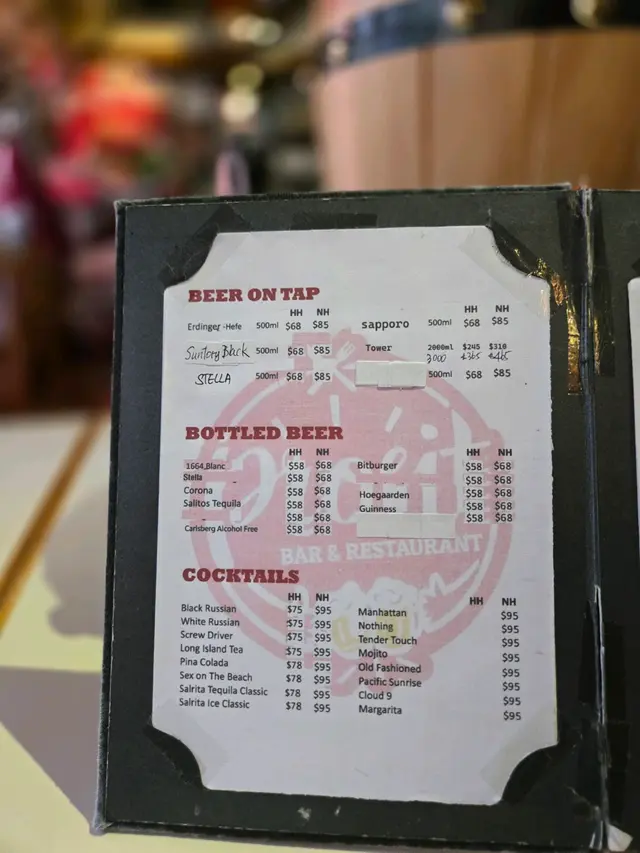 BEER ON TAP
HH NH HH NH
Erdinger -Hefe 500ml $68 $85 sapporo 500ml $68 $85
Suntory Black 500ml $68 $85 Tower 2000ml $245 $310
3000 $365 $465
STELLA 500ml $68 $85 500ml $68 $85
BOTTLED BEER
HH NH HH NH
1664,Blanc $58 $68 Bitburger $58 $68
Stella $58 $68 $58 $68
Corona $58 $68 Hoegaarden $58 $68
Salitos Tequila $58 $68 Guinness $58 $68
$58 $68 $58 $68
Carlsberg Alcohol Free $58 $68
BAR & RESTAURANT
COCKTAILS
HH NH HH NH
Black Russian $75 $95 Manhattan $95
White Russian $75 $95 Nothing $95
Screw Driver $75 $95 Tender Touch $95
Long Island Tea $75 $95 Mojito $95
Pina Colada $78 $95 Old Fashioned $95
Sex on The Beach $78 $95 Pacific Sunrise $95
Salrita Tequila Classic $78 $95 Cloud 9 $95
Salrita Ice Classic $78 $95 Margarita $95